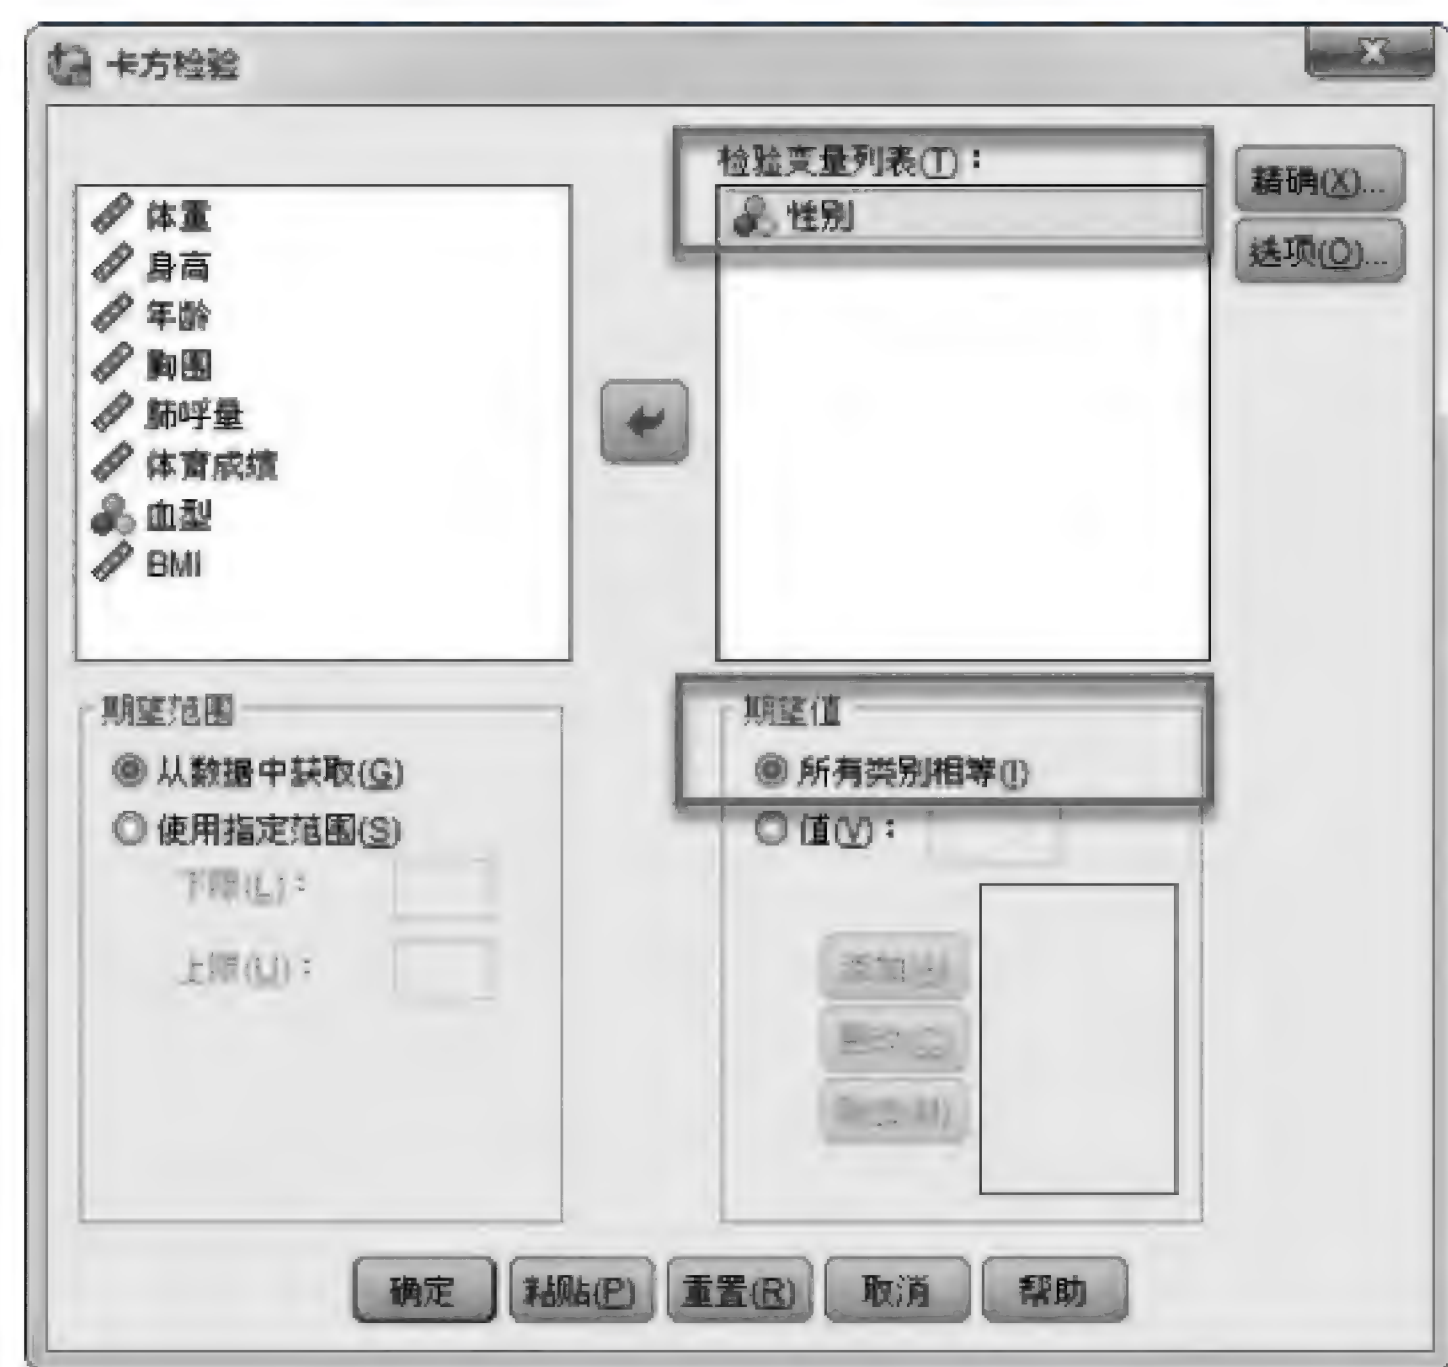 卡方检验
检验变量列表(T)：
性别
精确(X)...
选项(O)...
体重
身高
年龄
胸围
肺呼量
体育成绩
血型
BMI
期望范围
从数据中获取(G)
使用指定范围(S)
下限(L)：
上限(U)：
期望值
所有类别相等(I)
值(V)：
添加(A)
确定
粘贴(P)
重置(R)
取消
帮助